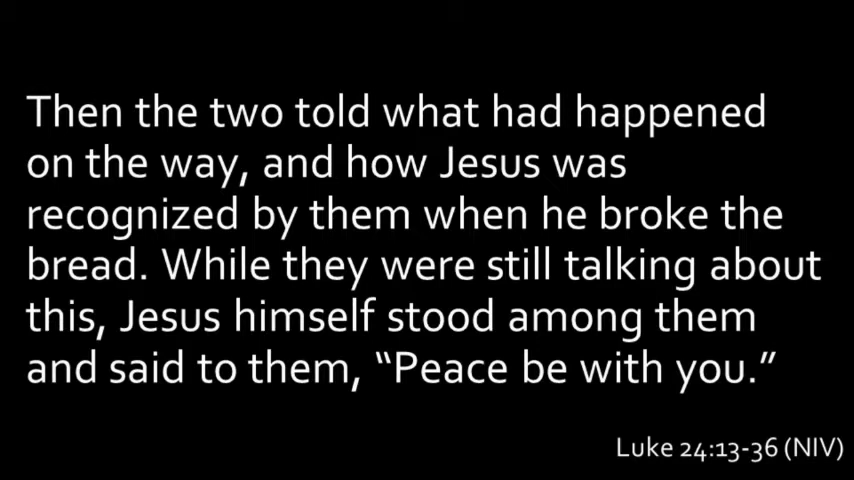 Then the two told what had happened
on the way, and how Jesus was
recognized by them when he broke the
bread. While they were still talking about
this, Jesus himself stood among them
and said to them, “Peace be with you.”
Luke 24:13-36 (NIV)